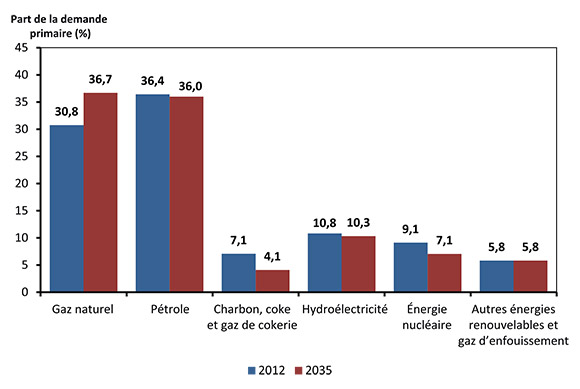 Part de la demande
primaire (%)
45
40
35
30
25
20
15
10
5
0
30,8
36,7
36,4
36,0
7,1
4,1
10,8
10,3
9,1
7,1
5,8
5,8
Gaz naturel
Pétrole
Charbon, coke
et gaz de cokerie
Hydroélectricité
Énergie
nucléaire
Autres énergies
renouvelables et
gaz d'enfouissement
2012
2035